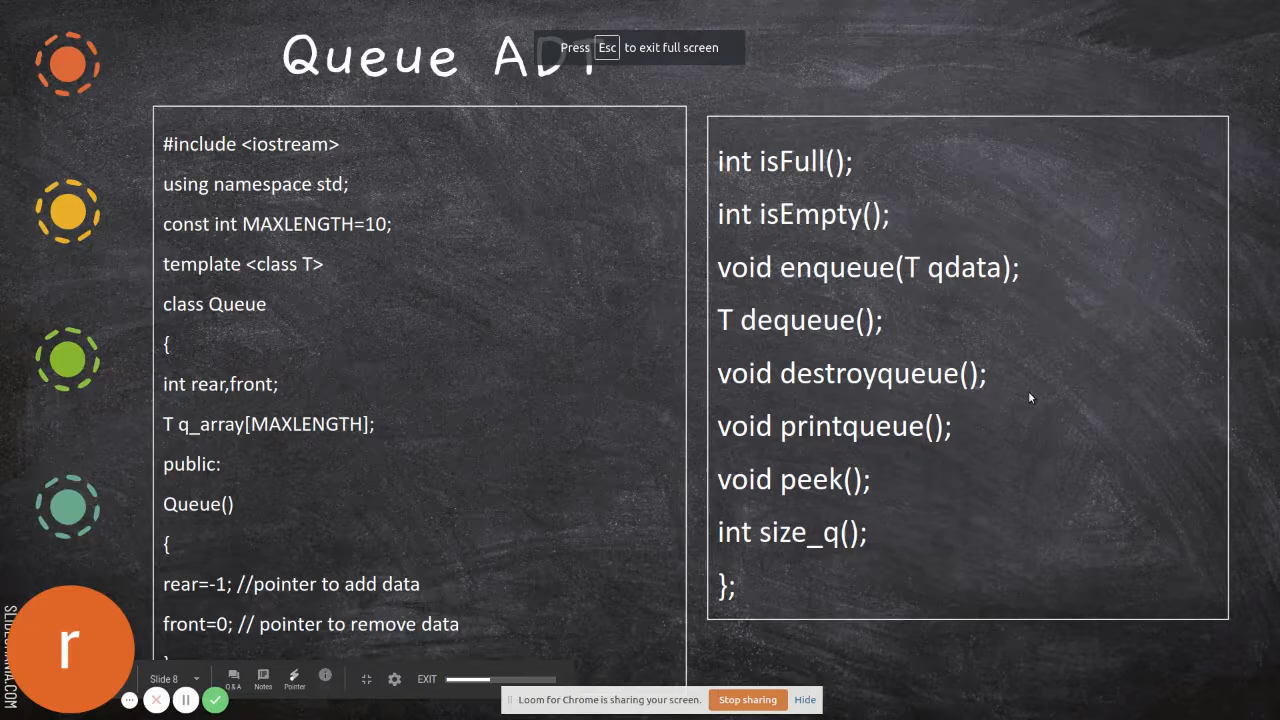 Queue ADT
Press Esc to exit full screen
#include <iostream>
using namespace std;
const int MAXLENGTH=10;
template <class T>
class Queue
{
int rear,front;
T q_array[MAXLENGTH];
public:
Queue()
{
rear=-1; //pointer to add data
front=0; // pointer to remove data
}
int isFull();
int isEmpty();
void enqueue(T qdata);
T dequeue();
void destroyqueue();
void printqueue();
void peek();
int size_q();
};
r
Slide 8
Q&A
Notes
Pointer
EXIT
Loom for Chrome is sharing your screen.
Stop sharing
Hide